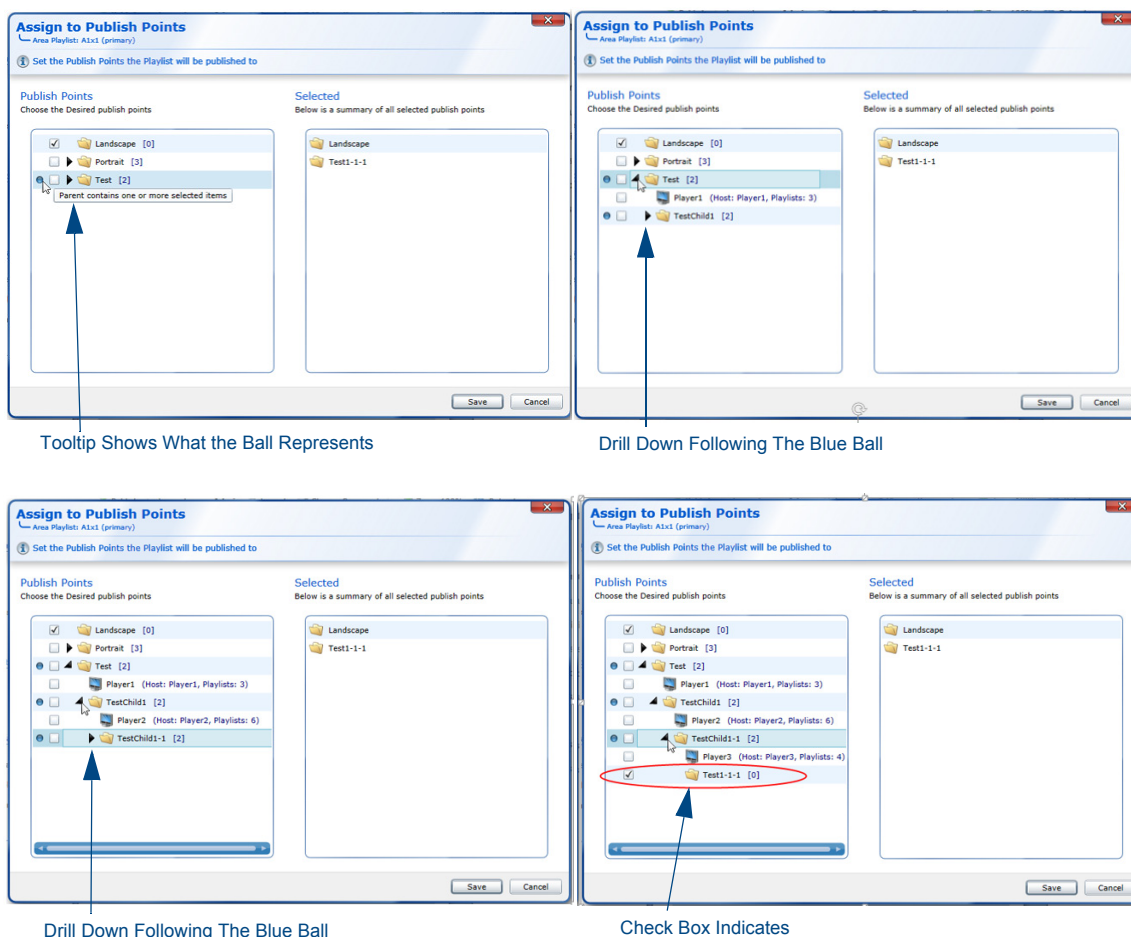 Assign to Publish Points
Area Playlist: A1x1 (primary)
Set the Publish Points the Playlist will be published to
Publish Points
Choose the Desired publish points
Selected
Below is a summary of all selected publish points
Landscape [0]
Portrait [3]
Test [2]
Parent contains one or more selected items
Landscape
Test1-1-1
Save
Cancel
Tooltip Shows What the Ball Represents
Assign to Publish Points
Area Playlist: A1x1 (primary)
Set the Publish Points the Playlist will be published to
Publish Points
Choose the Desired publish points
Selected
Below is a summary of all selected publish points
Landscape [0]
Portrait [3]
Test [2]
Player1 (Host: Player1, Playlists: 3)
TestChild1 [2]
Landscape
Test1-1-1
Save
Cancel
Drill Down Following The Blue Ball
Assign to Publish Points
Area Playlist: A1x1 (primary)
Set the Publish Points the Playlist will be published to
Publish Points
Choose the Desired publish points
Selected
Below is a summary of all selected publish points
Landscape [0]
Portrait [3]
Test [2]
Player1 (Host: Player1, Playlists: 3)
TestChild1 [2]
Player2 (Host: Player2, Playlists: 6)
TestChild1-1 [2]
Landscape
Test1-1-1
Save
Cancel
Drill Down Following The Blue Ball
Assign to Publish Points
Area Playlist: A1x1 (primary)
Set the Publish Points the Playlist will be published to
Publish Points
Choose the Desired publish points
Selected
Below is a summary of all selected publish points
Landscape [0]
Portrait [3]
Test [2]
Player1 (Host: Player1, Playlists: 3)
TestChild1 [2]
Player2 (Host: Player2, Playlists: 6)
TestChild1-1 [2]
Player3 (Host: Player3, Playlists: 4)
Test1-1-1 [0]
Landscape
Test1-1-1
Save
Cancel
Check Box Indicates